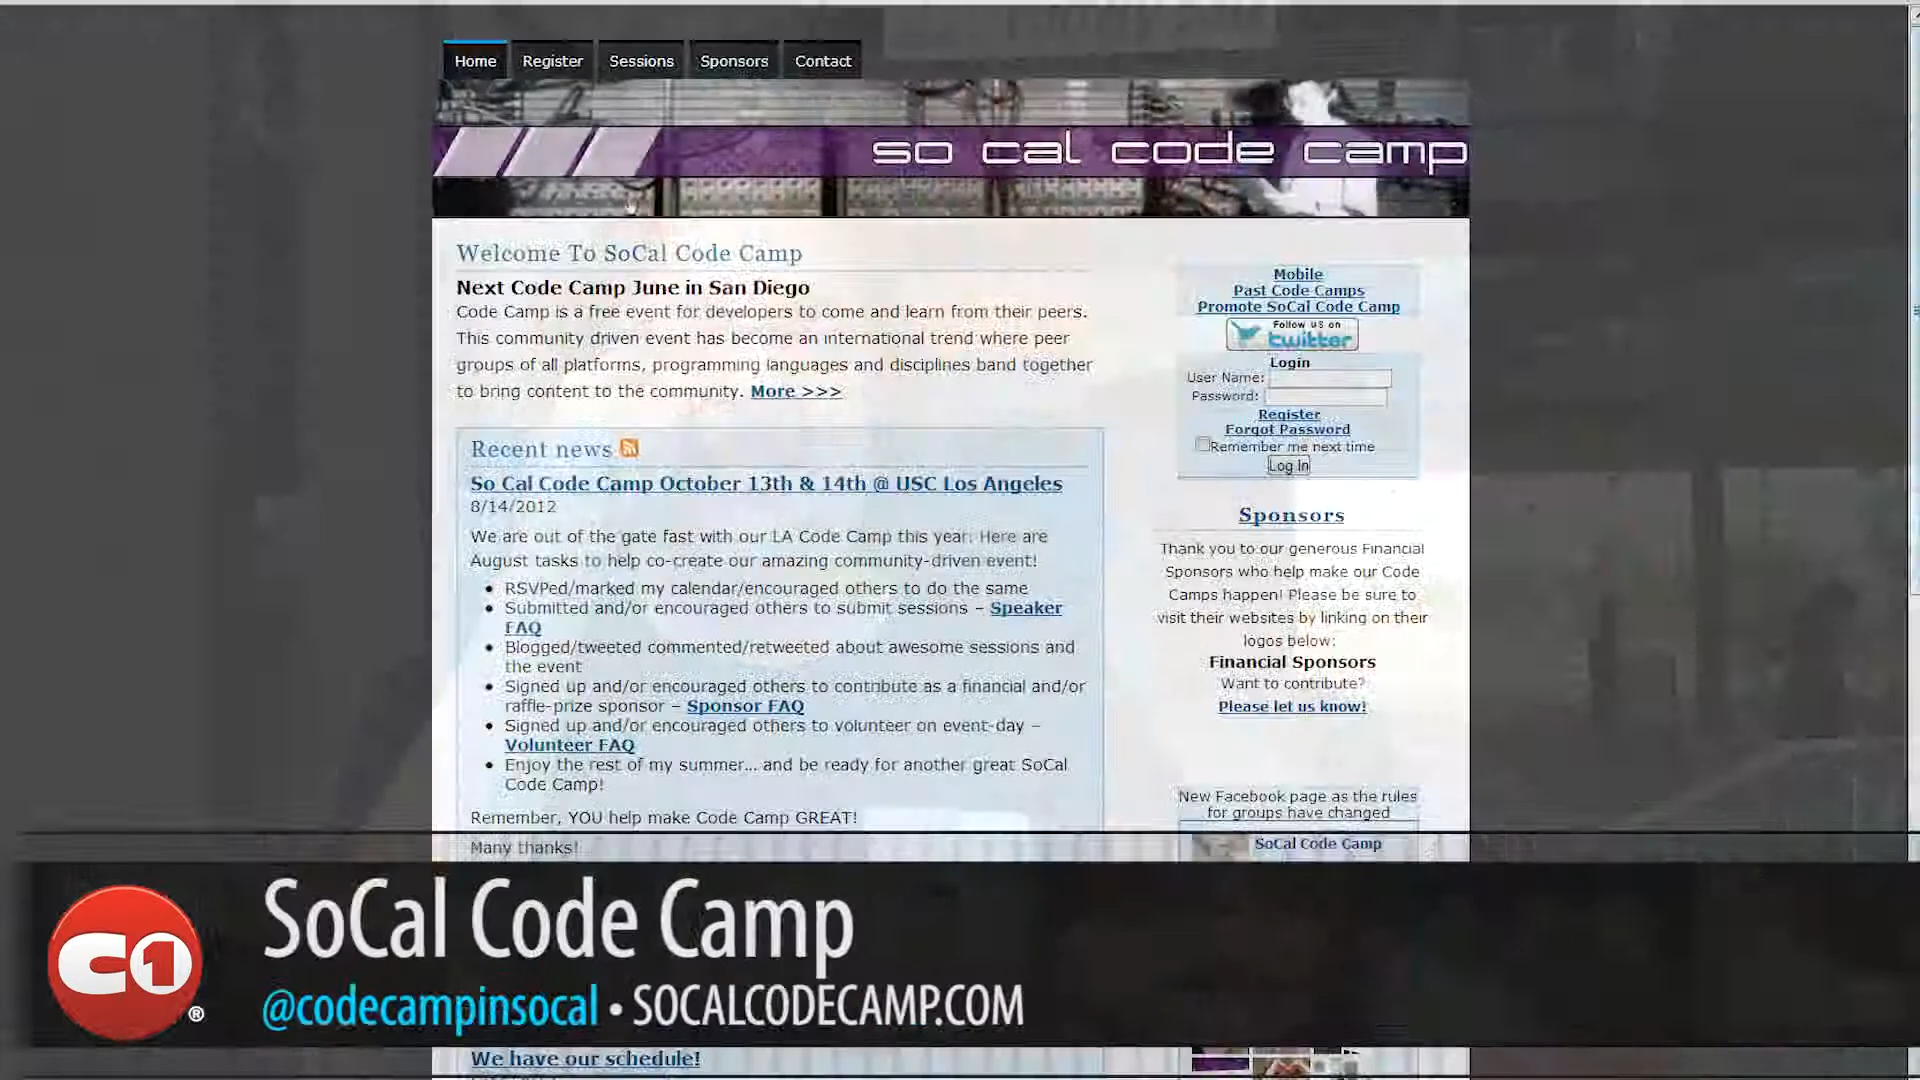 Home Register Sessions Sponsors Contact
so cal code camp
Welcome To SoCal Code Camp
Next Code Camp June in San Diego
Code Camp is a free event for developers to come and learn from their peers.
This community driven event has become an international trend where peer
groups of all platforms, programming languages and disciplines band together
to bring content to the community. More >>>
Recent news
So Cal Code Camp October 13th & 14th @ USC Los Angeles
8/14/2012
We are out of the gate fast with our LA Code Camp this year. Here are
August tasks to help co-create our amazing community-driven event!
• RSVPed/marked my calendar/encouraged others to do the same
• Submitted and/or encouraged others to submit sessions – Speaker
FAQ
• Blogged/tweeted commented/retweeted about awesome sessions and
the event
• Signed up and/or encouraged others to contribute as a financial and/or
raffle-prize sponsor – Sponsor FAQ
• Signed up and/or encouraged others to volunteer on event-day –
Volunteer FAQ
• Enjoy the rest of my summer... and be ready for another great SoCal
Code Camp!
Remember, YOU help make Code Camp GREAT!
Many thanks!
We have our schedule!
Mobile
Past Code Camps
Promote SoCal Code Camp
Follow us on
twitter
Login
User Name:
Password:
Register
Forgot Password
Remember me next time
Log In
Sponsors
Thank you to our generous Financial
Sponsors who help make our Code
Camps happen! Please be sure to
visit their websites by linking on their
logos below:
Financial Sponsors
Want to contribute?
Please let us know!
New Facebook page as the rules
for groups have changed
SoCal Code Camp
C1®
SoCal Code Camp
@codecampinsocal • SOCALCODECAMP.COM